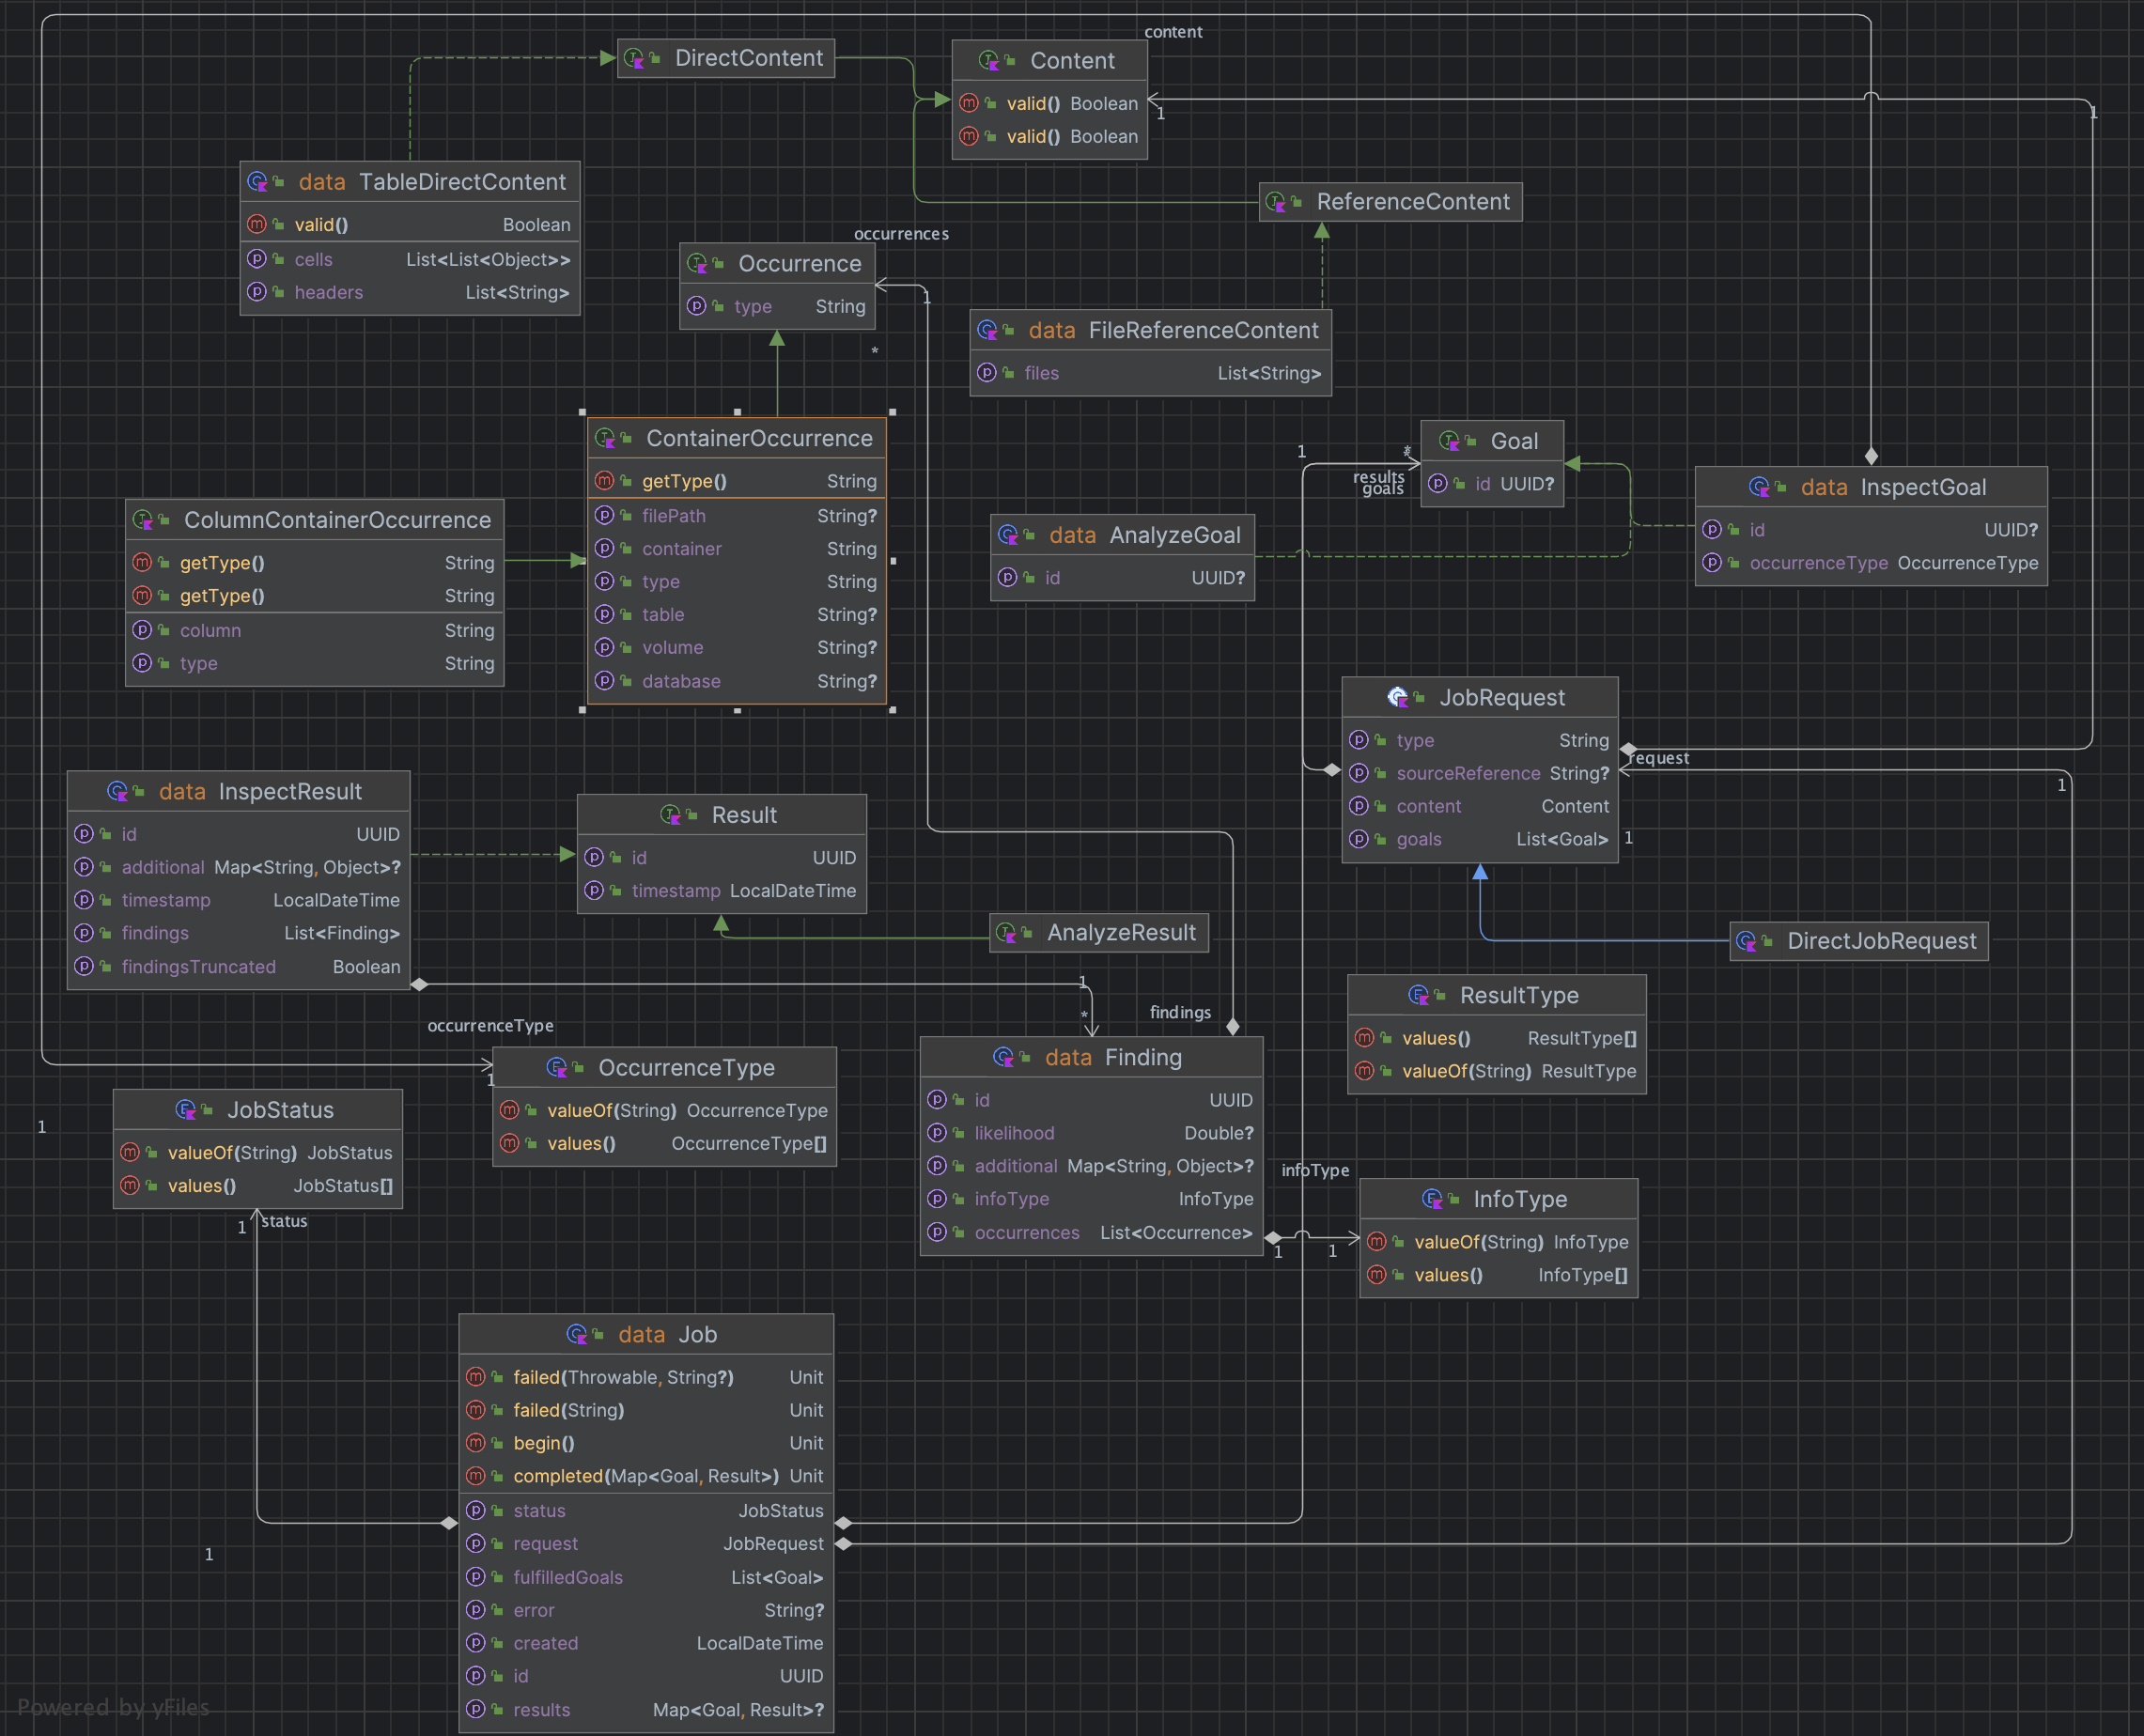 content
DirectContent
Content
valid() Boolean
valid() Boolean
1
1
data TableDirectContent
valid() Boolean
cells List<List<Object>>
headers List<String>
ReferenceContent
occurrences
Occurrence
type String
1
*
data FileReferenceContent
files List<String>
ContainerOccurrence
getType() String
filePath String?
container String
type String
table String?
volume String?
database String?
1
*
results
goals
Goal
id UUID?
data InspectGoal
id UUID?
occurrenceType OccurrenceType
ColumnContainerOccurrence
getType() String
getType() String
column String
type String
data AnalyzeGoal
id UUID?
JobRequest
type String
sourceReference String?
content Content
goals List<Goal>
request
1
1
data InspectResult
id UUID
additional Map<String, Object>?
timestamp LocalDateTime
findings List<Finding>
findingsTruncated Boolean
Result
id UUID
timestamp LocalDateTime
AnalyzeResult
DirectJobRequest
1
*
findings
occurrenceType
ResultType
values() ResultType[]
valueOf(String) ResultType
OccurrenceType
valueOf(String) OccurrenceType
values() OccurrenceType[]
1
data Finding
id UUID
likelihood Double?
additional Map<String, Object>?
infoType InfoType
occurrences List<Occurrence>
1
JobStatus
valueOf(String) JobStatus
values() JobStatus[]
1
status
infoType
InfoType
valueOf(String) InfoType
values() InfoType[]
1
1
data Job
failed(Throwable, String?) Unit
failed(String) Unit
begin() Unit
completed(Map<Goal, Result>) Unit
status JobStatus
request JobRequest
fulfilledGoals List<Goal>
error String?
created LocalDateTime
id UUID
results Map<Goal, Result>?
1
Powered by yFiles